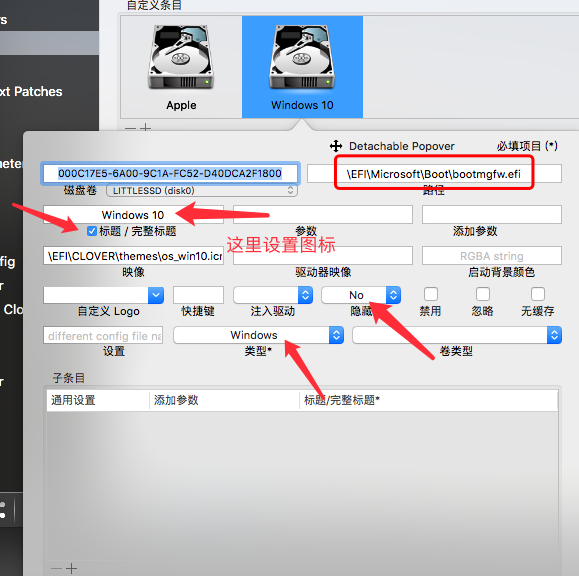 自定义条目
rs
xt Patches
Apple
Windows 10
Detachable Popover
必填项目 (*)
000C17E5-6A00-9C1A-FC52-D40DCA2F1800
\EFI\Microsoft\Boot\bootmgfw.efi
磁盘卷
LITTLESSD (disk0)
路径
neter
Windows 10
标题 / 完整标题
参数
添加参数
这里设置图标
\EFI\CLOVER\themes\os_win10.icr
RGBA string
fig
映像
驱动器映像
启动背景颜色
r
No
Clo
自定义 Logo
快捷键
注入驱动
隐藏
禁用
忽略
无缓存
different config file na
Windows
设置
类型*
卷类型
r
子条目
通用设置
添加参数
标题/完整标题*